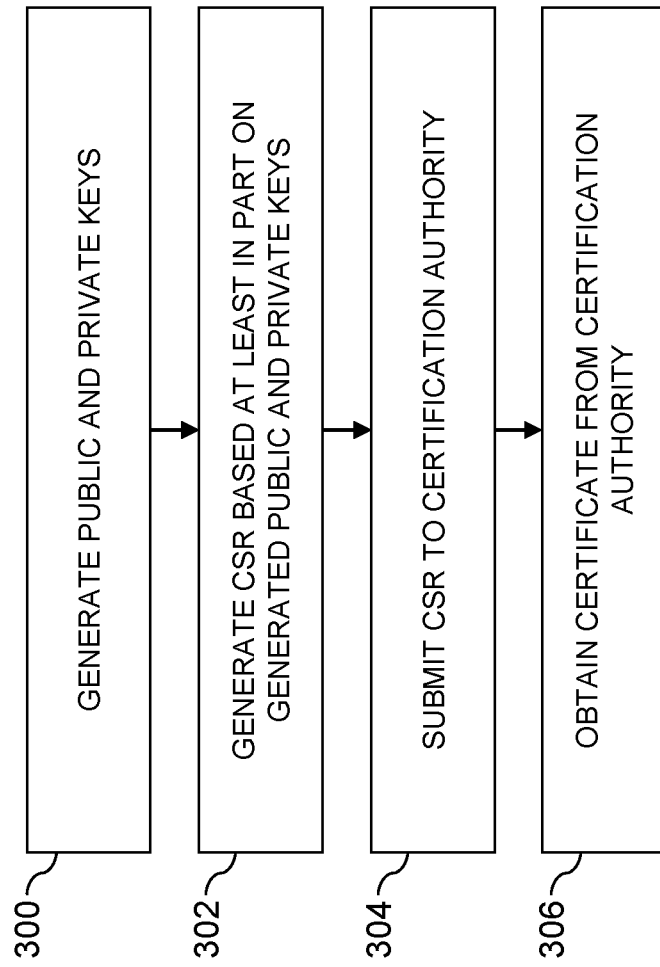 300
GENERATE PUBLIC AND PRIVATE KEYS
302
GENERATE CSR BASED AT LEAST IN PART ON
GENERATED PUBLIC AND PRIVATE KEYS
304
SUBMIT CSR TO CERTIFICATION AUTHORITY
306
OBTAIN CERTIFICATE FROM CERTIFICATION
AUTHORITY